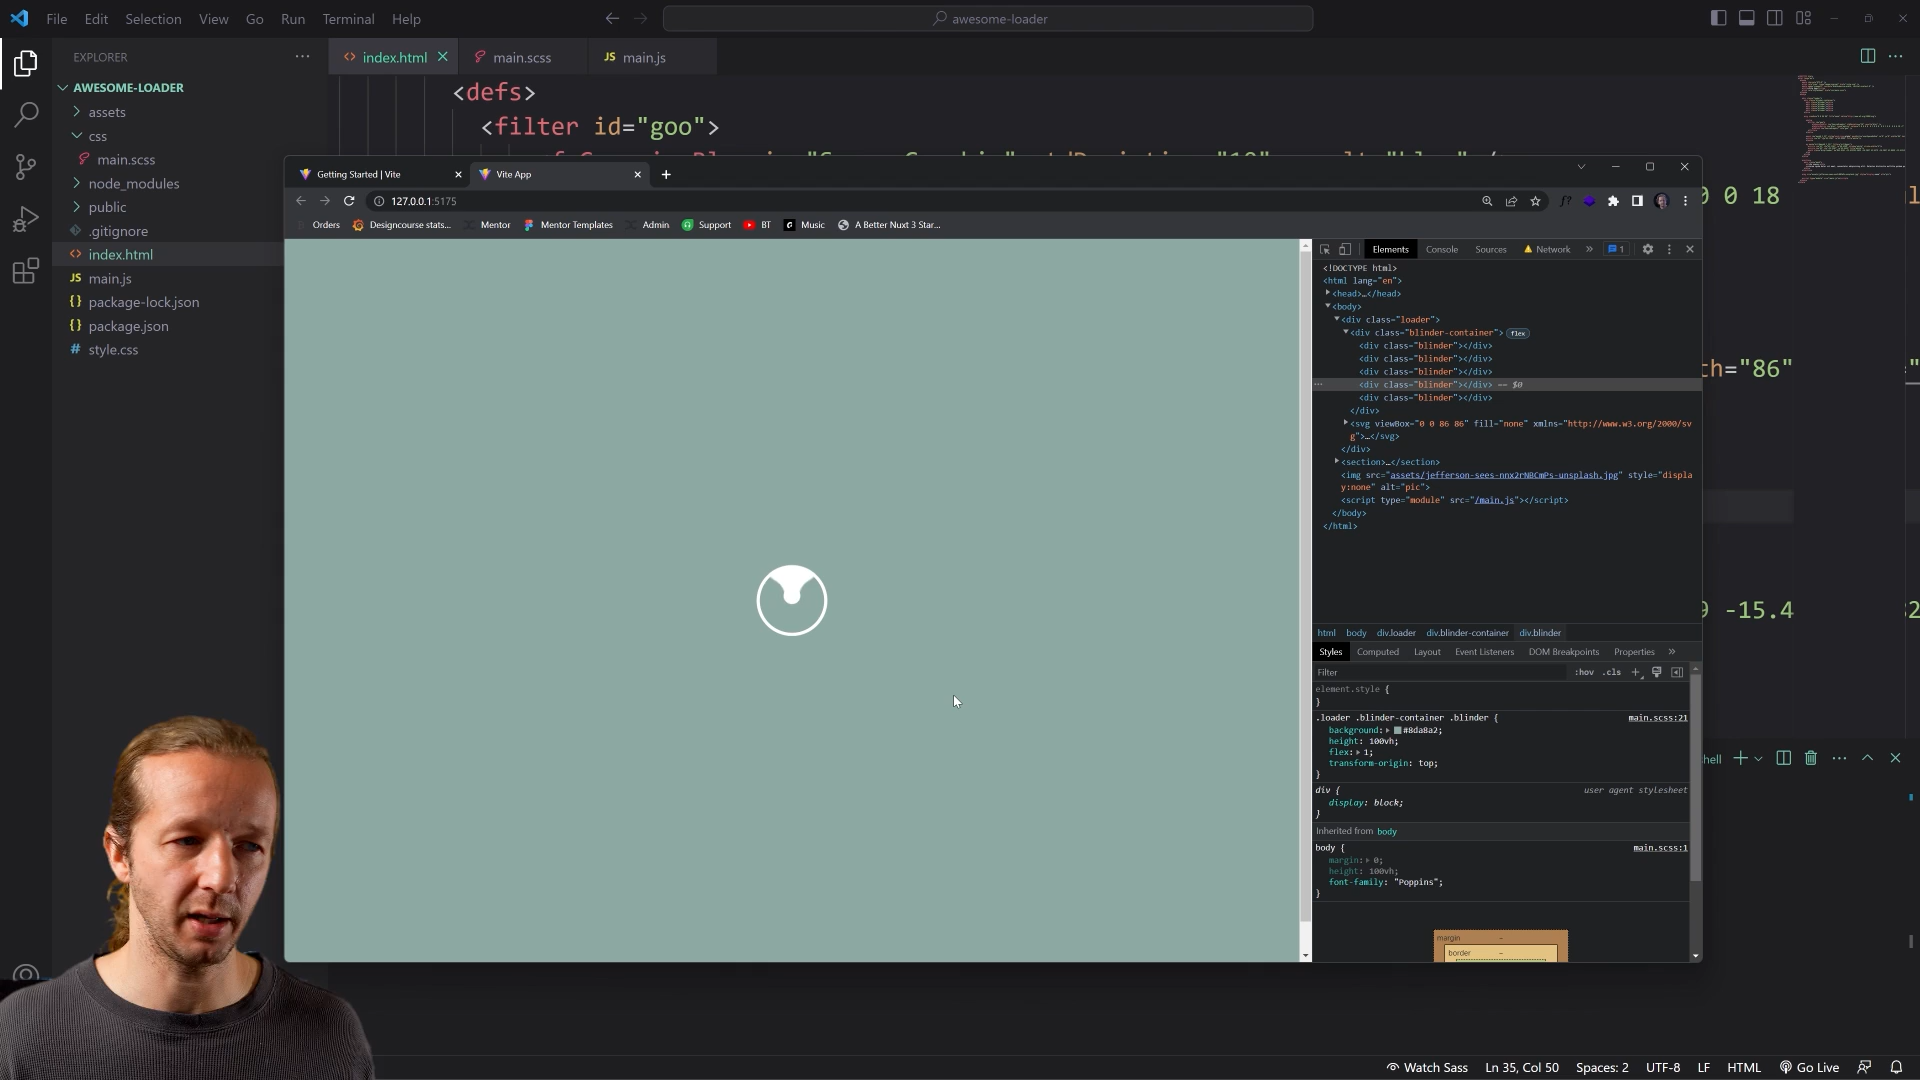 File Edit Selection View Go Run Terminal Help
awesome-loader
EXPLORER
index.html
main.scss
JS main.js
AWESOME-LOADER
assets
css
main.scss
node_modules
public
.gitignore
index.html
JS main.js
{} package-lock.json
{} package.json
# style.css
<defs>
<filter id="goo">
0 0 18
th="86"
-15.4
Getting Started | Vite
Vite App
127.0.0.1:5175
Orders
Designcourse stats...
Mentor
Mentor Templates
Admin
Support
BT
Music
A Better Nuxt 3 Star...
Elements Console Sources Network » 1
<!DOCTYPE html>
<html lang="en">
<head>…</head>
<body>
<div class="loader">
<div class="blinder-container"> flex
<div class="blinder"></div>
<div class="blinder"></div>
<div class="blinder"></div>
<div class="blinder"></div> == $0
<div class="blinder"></div>
</div>
<svg viewBox="0 0 86 86" fill="none" xmlns="http://www.w3.org/2000/sv
g">…</svg>
</div>
<section>…</section>
<img src="assets/jefferson-sees-nnx2rNBCmPs-unsplash.jpg" style="displa
y:none" alt="pic">
<script type="module" src="/main.js"></script>
</body>
</html>
html body div.loader div.blinder-container div.blinder
Styles Computed Layout Event Listeners DOM Breakpoints Properties »
Filter :hov .cls
element.style {
}
.loader .blinder-container .blinder { main.scss:21
background: #8da8a2;
height: 100vh;
flex: 1;
transform-origin: top;
}
div { user agent stylesheet
display: block;
}
Inherited from body
body { main.scss:1
margin: 0;
height: 100vh;
font-family: "Poppins";
}
margin -
border -
hell
Watch Sass Ln 35, Col 50 Spaces: 2 UTF-8 LF HTML Go Live